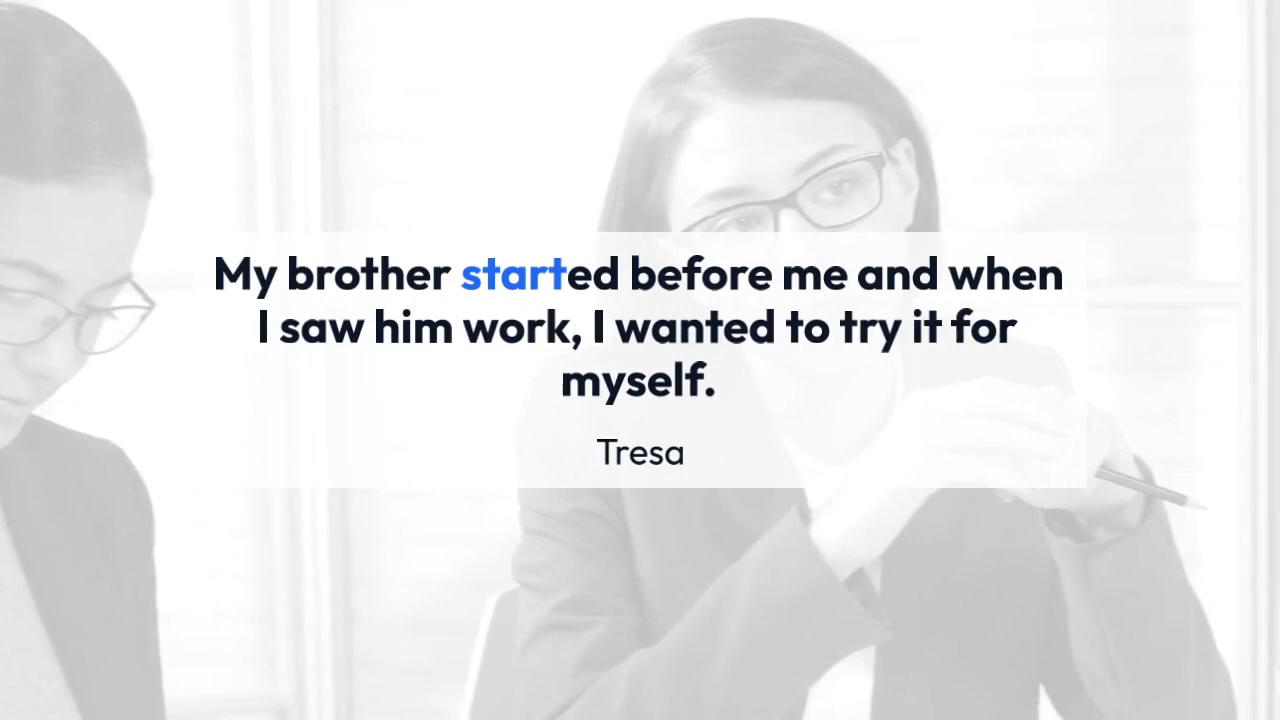 My brother started before me and when
I saw him work, I wanted to try it for
myself.
Tresa